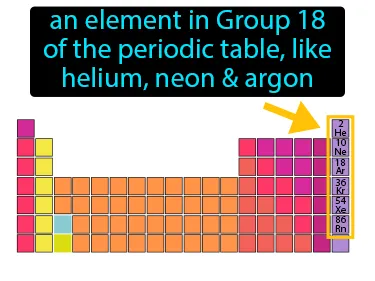 an element in Group 18
of the periodic table, like
helium, neon & argon
2
He
10
Ne
18
Ar
36
Kr
54
Xe
86
Rn